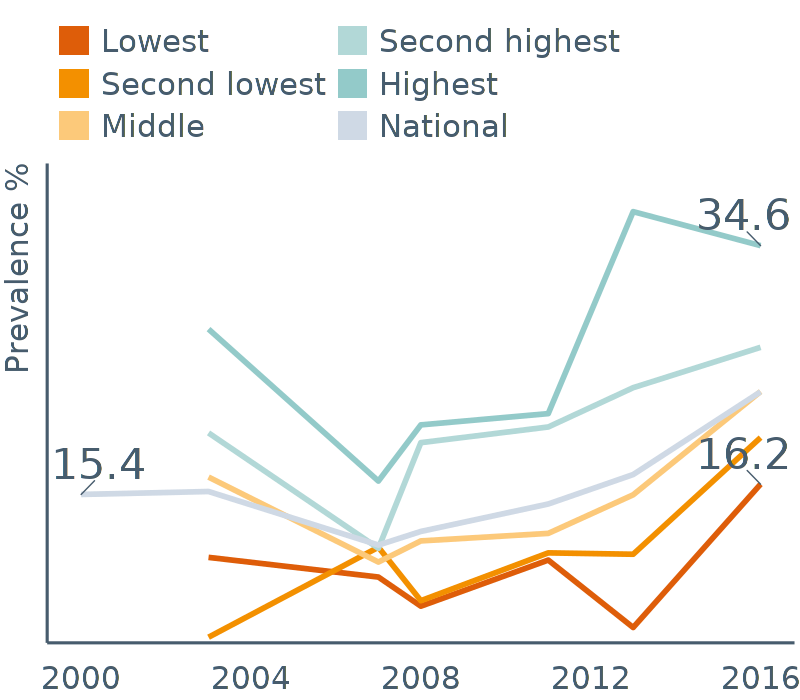 Lowest
Second lowest
Middle
Second highest
Highest
National
Prevalence %
34.6
15.4
16.2
2000 2004 2008 2012 2016